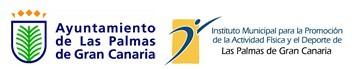 Ayuntamiento
de Las Palmas
de Gran Canaria
Instituto Municipal para la Promoción
de la Actividad Física y el Deporte de
Las Palmas de Gran Canaria